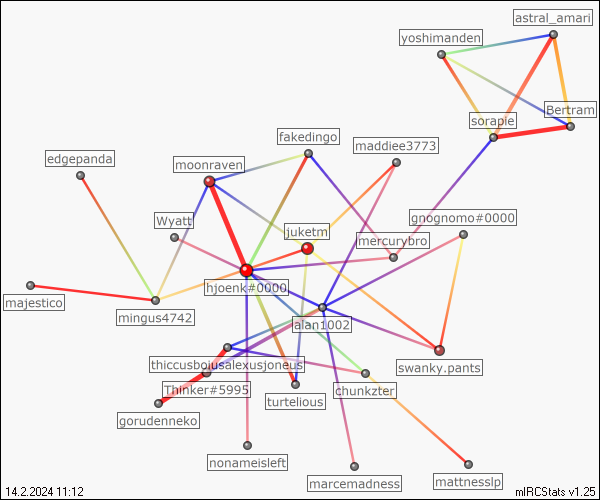 astral_amari
yoshimanden
Bertram
sorapie
fakedingo
maddiee3773
edgepanda
moonraven
Wyatt
gnognomo#0000
juketm
mercurybro
hjoenk#0000
majestico
mingus4742
alan1002
thiccusbojusalexusjoneus
swanky.pants
Thinker#5995
chunkzter
turtelious
gorudenneko
nonameisleft
marcemadness
mattnesslp
14.2.2024 11:12
mIRCStats v1.25